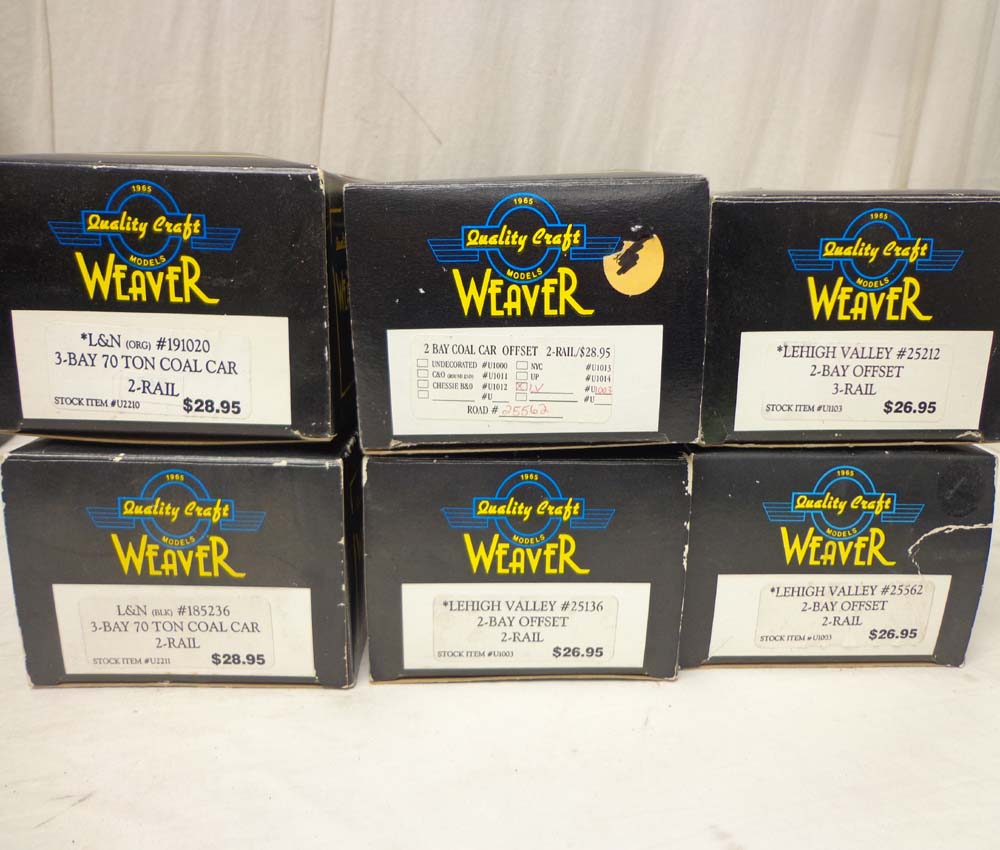 1965
Quality Craft
MODELS
WEAVER
*L&N (ORG) #191020
3-BAY 70 TON COAL CAR
2-RAIL
STOCK ITEM #U2210 $28.95
1965
Quality Craft
MODELS
WEAVER
2 BAY COAL CAR OFFSET 2-RAIL/$28.95
UNDECORATED #U1000 NYC #U1013
C&O (ROUND END) #U1011 UP #U1014
CHESSIE B&O #U1012 X LV #U1003
#U #U
ROAD # 25562
1965
Quality Craft
MODELS
WEAVER
*LEHIGH VALLEY #25212
2-BAY OFFSET
3-RAIL
STOCK ITEM #U1103 $26.95
1965
Quality Craft
MODELS
WEAVER
L&N (BLK) #185236
3-BAY 70 TON COAL CAR
2-RAIL
STOCK ITEM #U2211 $28.95
1965
Quality Craft
MODELS
WEAVER
*LEHIGH VALLEY #25136
2-BAY OFFSET
2-RAIL
STOCK ITEM #U1003 $26.95
1965
Quality Craft
MODELS
WEAVER
*LEHIGH VALLEY #25562
2-BAY OFFSET
2-RAIL
STOCK ITEM #U1003 $26.95